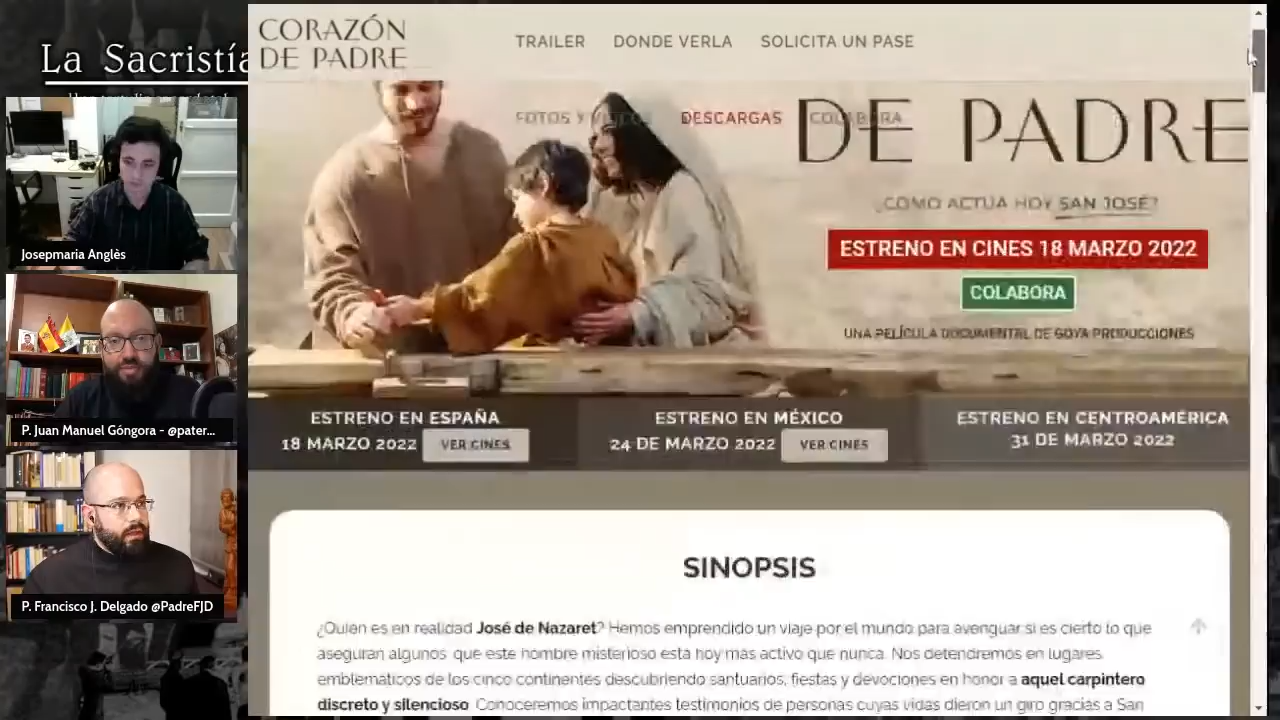 La Sacristía
Josepmaria Anglès
P. Juan Manuel Góngora - @pater...
P. Francisco J. Delgado @PadreFJD
CORAZÓN
DE PADRE
TRAILER DONDE VERLA SOLICITA UN PASE
FOTOS Y DESCARGAS COLABORA
DE PADRE
¿COMO ACTÚA HOY SAN JOSÉ?
ESTRENO EN CINES 18 MARZO 2022
COLABORA
UNA PELÍCULA DOCUMENTAL DE GOYA PRODUCCIONES
ESTRENO EN ESPAÑA
18 MARZO 2022 VER CINES
ESTRENO EN MÉXICO
24 DE MARZO 2022 VER CINES
ESTRENO EN CENTROAMÉRICA
31 DE MARZO 2022
SINOPSIS
¿Quién es en realidad José de Nazaret? Hemos emprendido un viaje por el mundo para averiguar si es cierto lo que
aseguran algunos: que este hombre misterioso está hoy más activo que nunca. Nos detendremos en lugares
emblemáticos de los cinco continentes descubriendo santuarios, fiestas y devociones en honor a aquel carpintero
discreto y silencioso. Conoceremos impactantes testimonios de personas cuyas vidas dieron un giro gracias a San